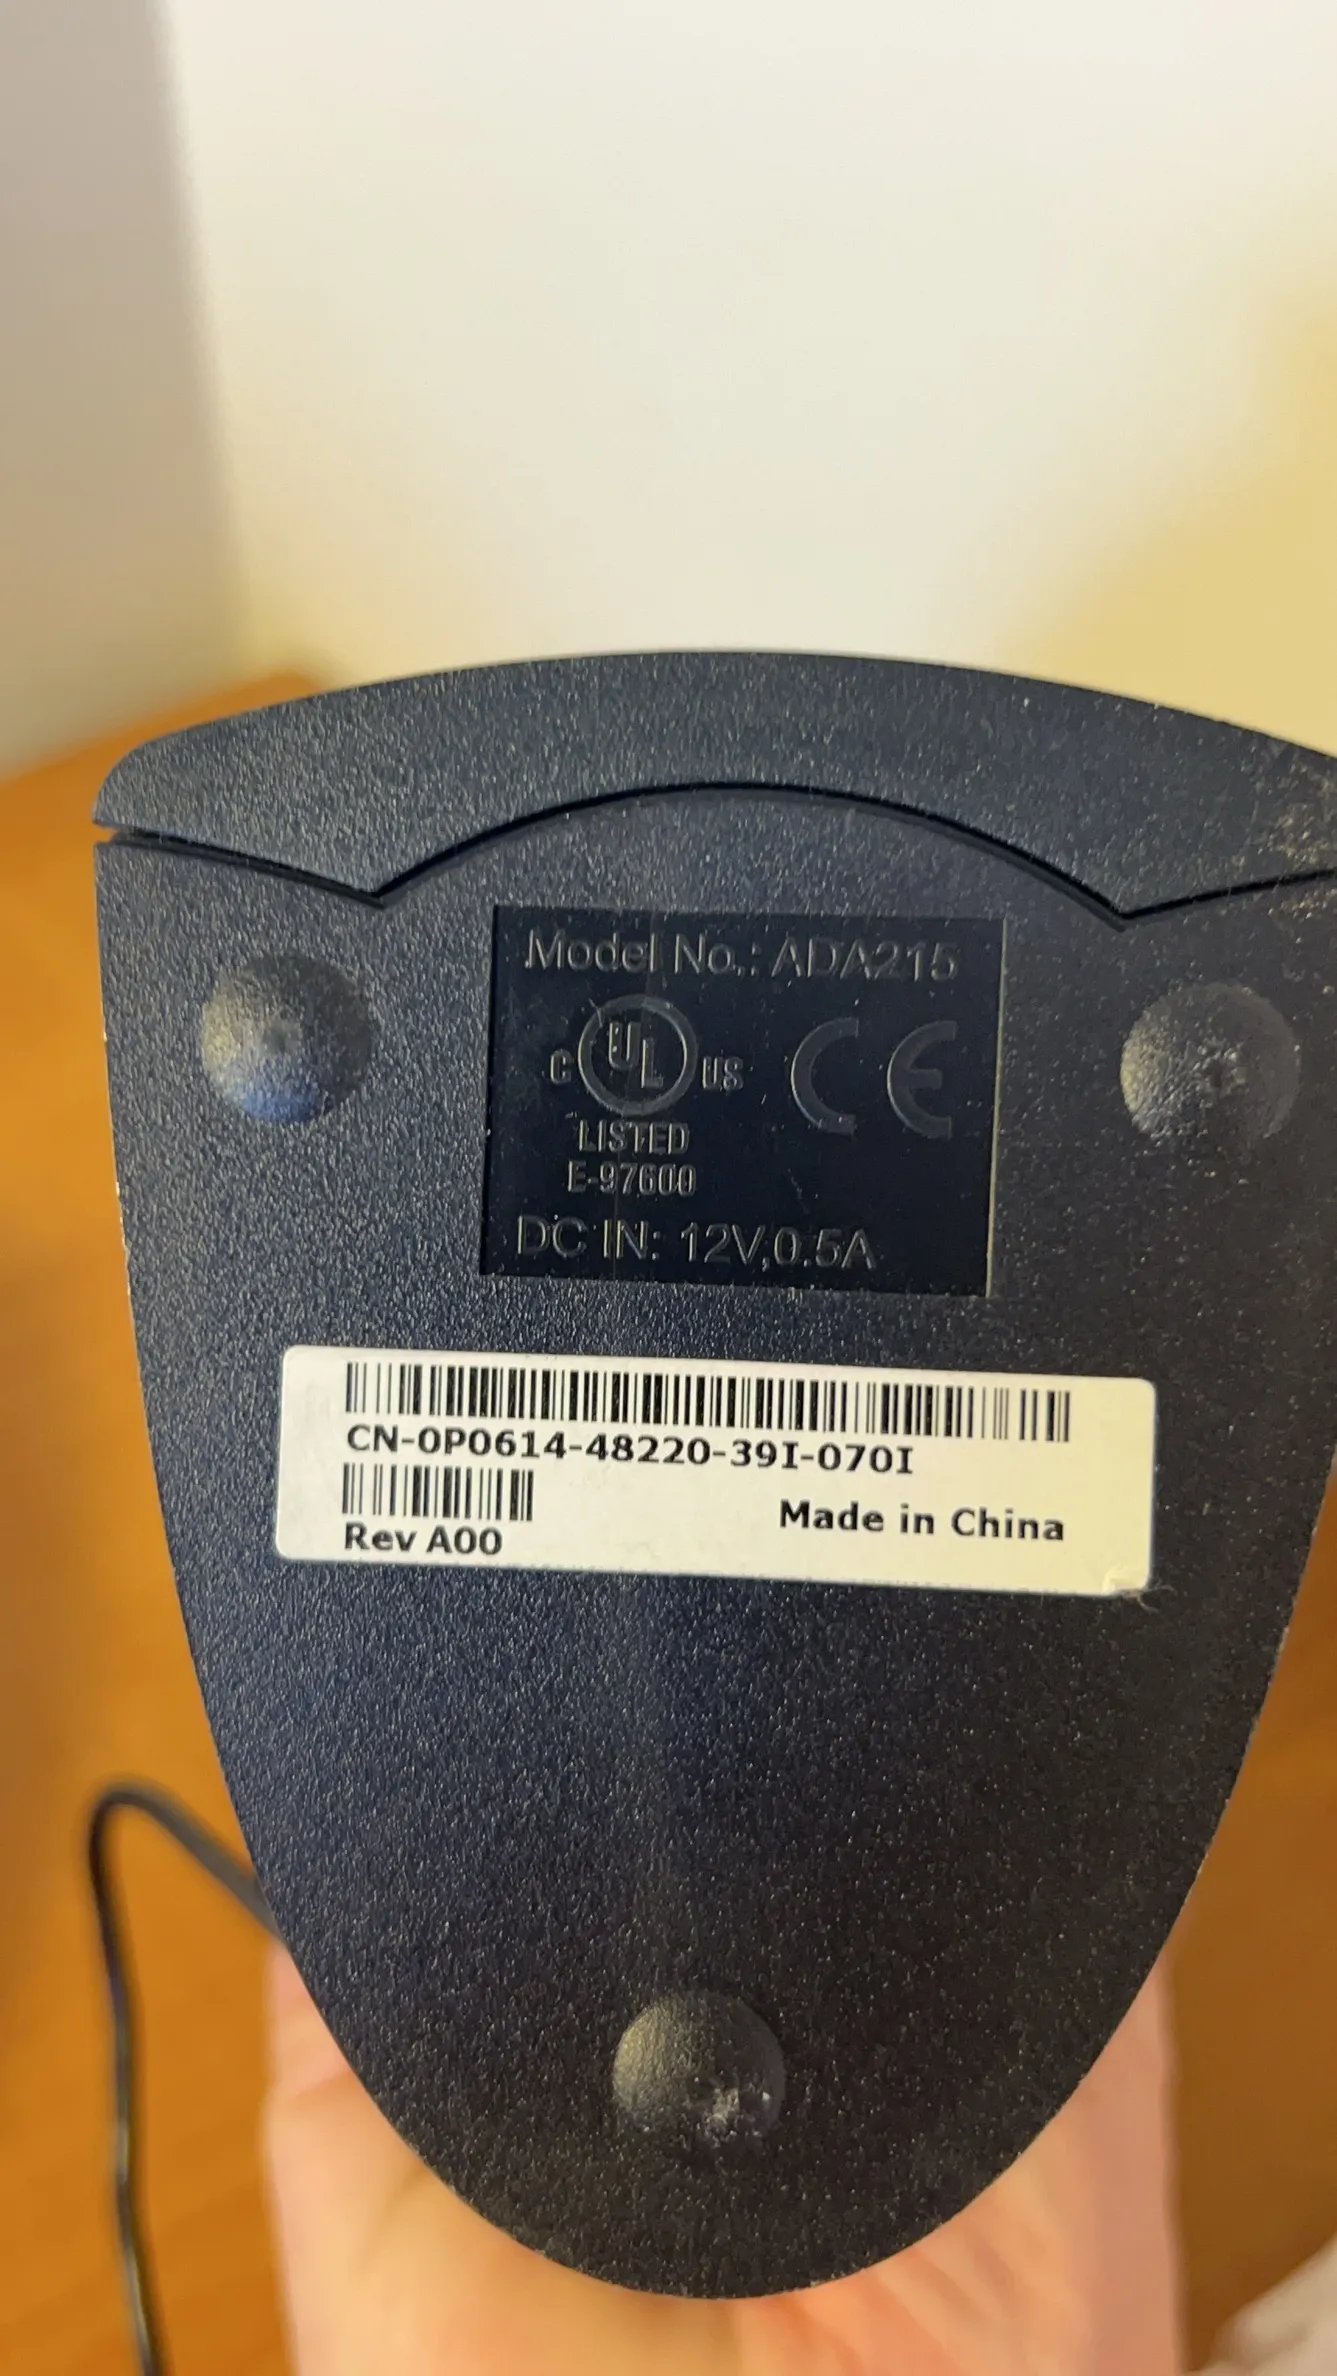 Model No.: ADA215
C UL US CE
LISTED
E-97600
DC IN: 12V,0.5A
CN-0P0614-48220-39I-070I
Rev A00
Made in China